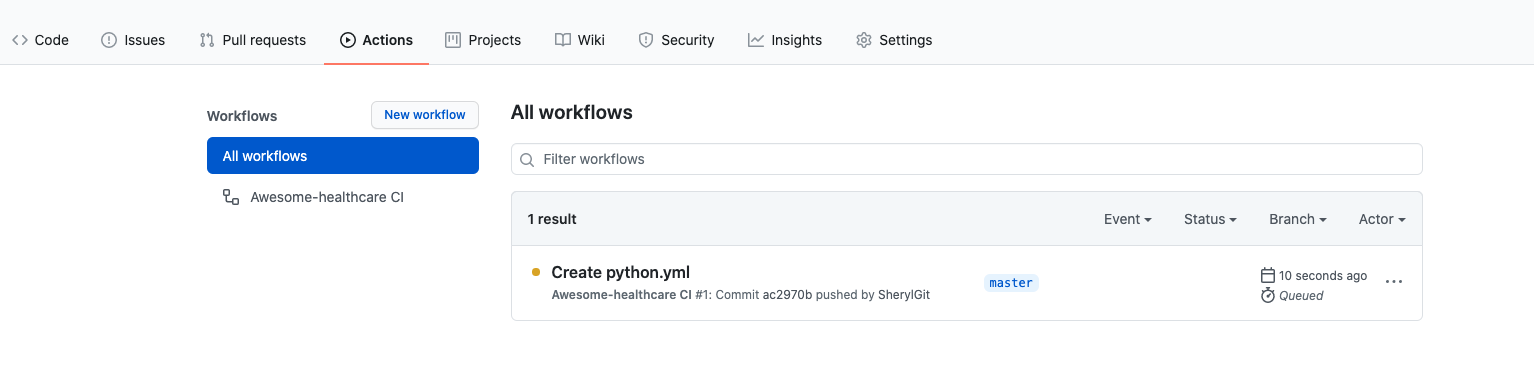 Code Issues Pull requests Actions Projects Wiki Security Insights Settings
Workflows New workflow
All workflows
Awesome-healthcare CI
All workflows
Filter workflows
1 result Event Status Branch Actor
Create python.yml
Awesome-healthcare CI #1: Commit ac2970b pushed by SherylGit
master
10 seconds ago
Queued